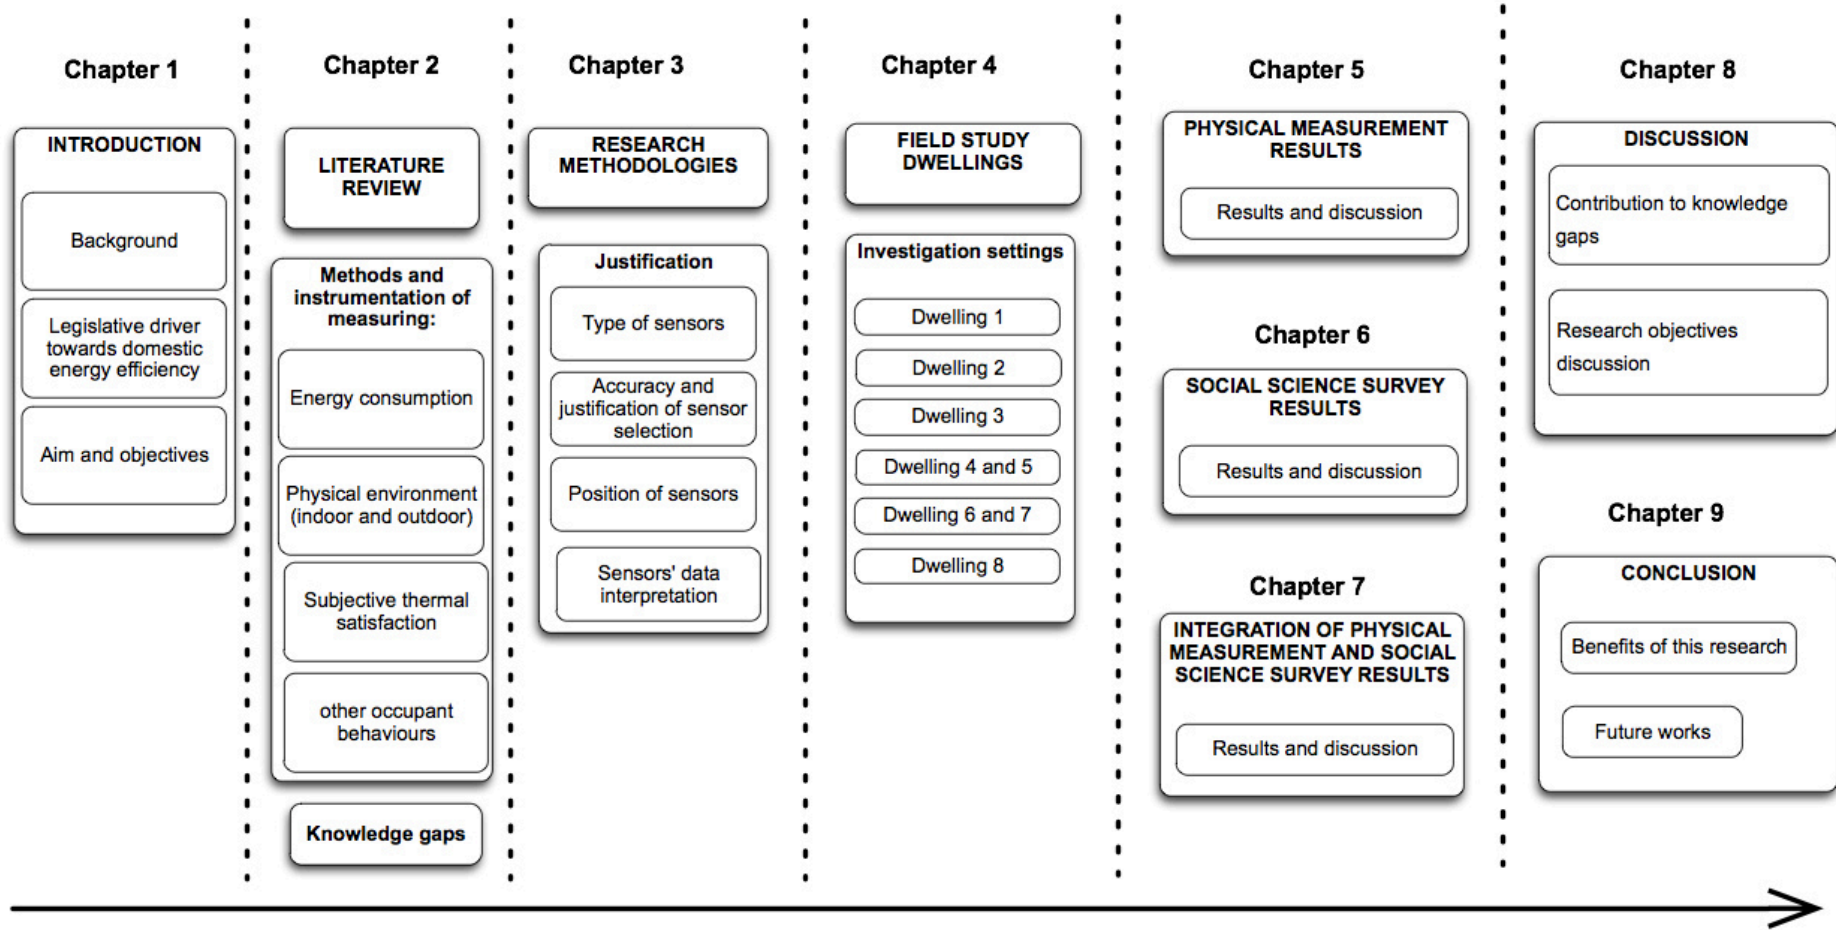 Chapter 1
INTRODUCTION
Background
Legislative driver
towards domestic
energy efficiency
Aim and objectives
Chapter 2
LITERATURE
REVIEW
Methods and
instrumentation of
measuring:
Energy consumption
Physical environment
(indoor and outdoor)
Subjective thermal
satisfaction
other occupant
behaviours
Knowledge gaps
Chapter 3
RESEARCH
METHODOLOGIES
Justification
Type of sensors
Accuracy and
justification of sensor
selection
Position of sensors
Sensors' data
interpretation
Chapter 4
FIELD STUDY
DWELLINGS
Investigation settings
Dwelling 1
Dwelling 2
Dwelling 3
Dwelling 4 and 5
Dwelling 6 and 7
Dwelling 8
Chapter 5
PHYSICAL MEASUREMENT
RESULTS
Results and discussion
Chapter 6
SOCIAL SCIENCE SURVEY
RESULTS
Results and discussion
Chapter 7
INTEGRATION OF PHYSICAL
MEASUREMENT AND SOCIAL
SCIENCE SURVEY RESULTS
Results and discussion
Chapter 8
DISCUSSION
Contribution to knowledge
gaps
Research objectives
discussion
Chapter 9
CONCLUSION
Benefits of this research
Future works